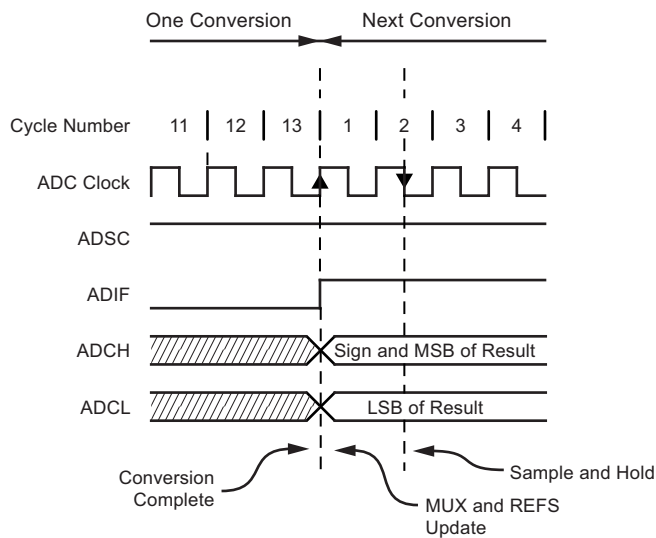 One Conversion Next Conversion
Cycle Number 11 12 13 1 2 3 4
ADC Clock
ADSC
ADIF
ADCH Sign and MSB of Result
ADCL LSB of Result
Conversion
Complete
MUX and REFS
Update
Sample and Hold